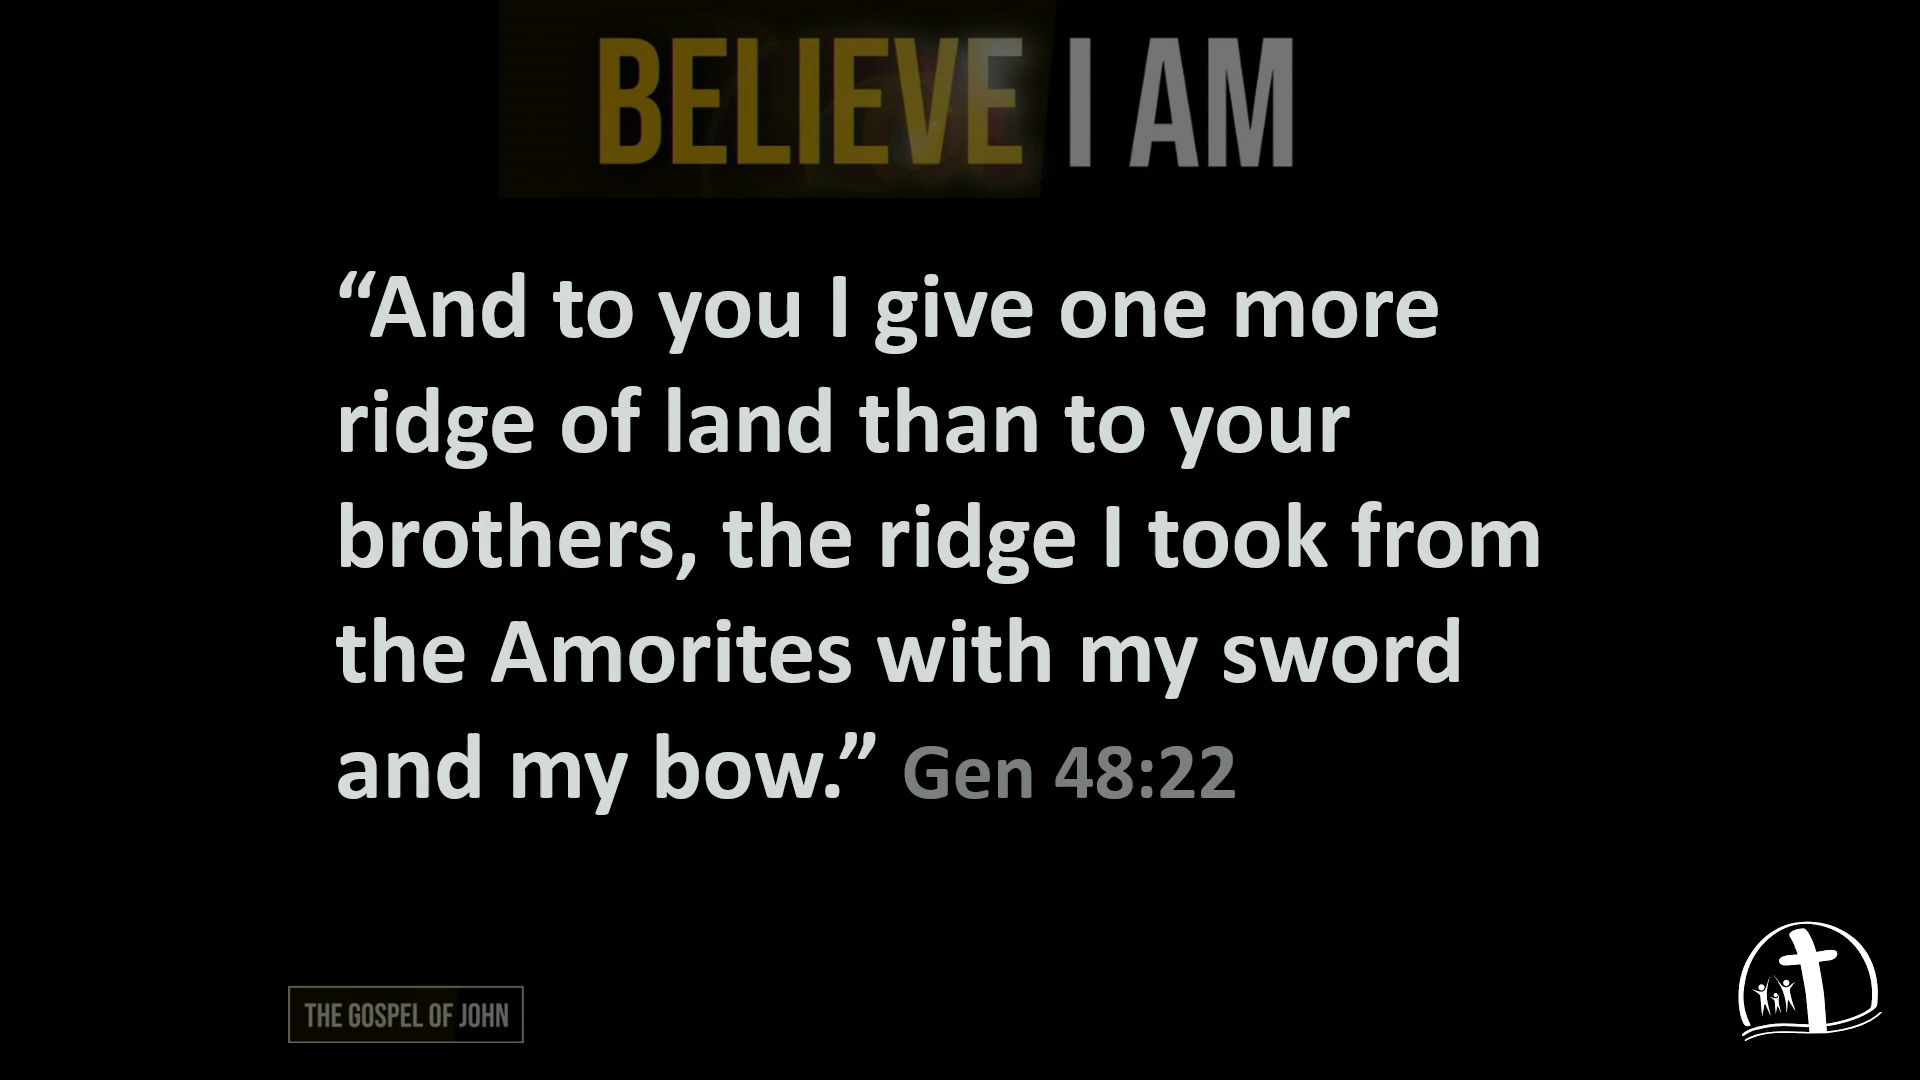 BELIEVE I AM
“And to you I give one more
ridge of land than to your
brothers, the ridge I took from
the Amorites with my sword
and my bow.” Gen 48:22
THE GOSPEL OF JOHN